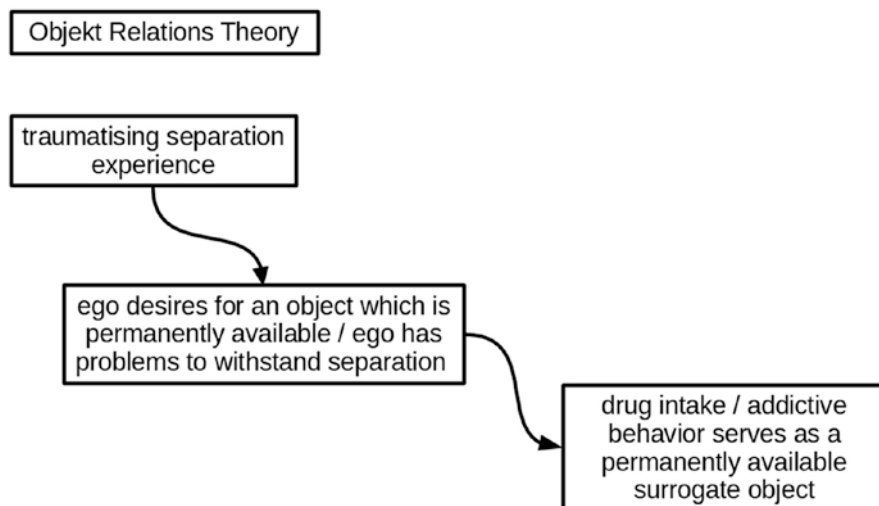 Objekt Relations Theory
traumatising separation
experience
ego desires for an object which is
permanently available / ego has
problems to withstand separation
drug intake / addictive
behavior serves as a
permanently available
surrogate object